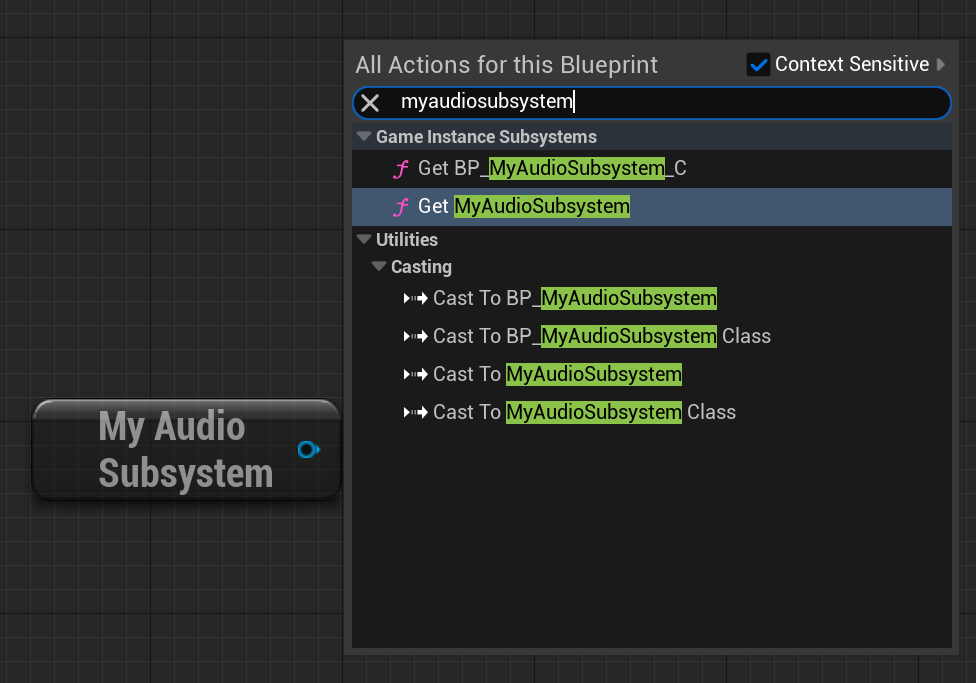 All Actions for this Blueprint
Context Sensitive
myaudiosubsystem
Game Instance Subsystems
Get BP_MyAudioSubsystem_C
Get MyAudioSubsystem
Utilities
Casting
Cast To BP_MyAudioSubsystem
Cast To BP_MyAudioSubsystem Class
Cast To MyAudioSubsystem
Cast To MyAudioSubsystem Class
My Audio
Subsystem